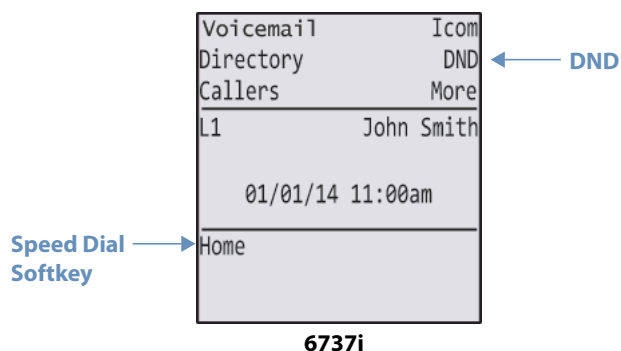 Voicemail Icom
Directory DND
DND
Callers More
L1 John Smith
01/01/14 11:00am
Speed Dial
Softkey
Home
6737i